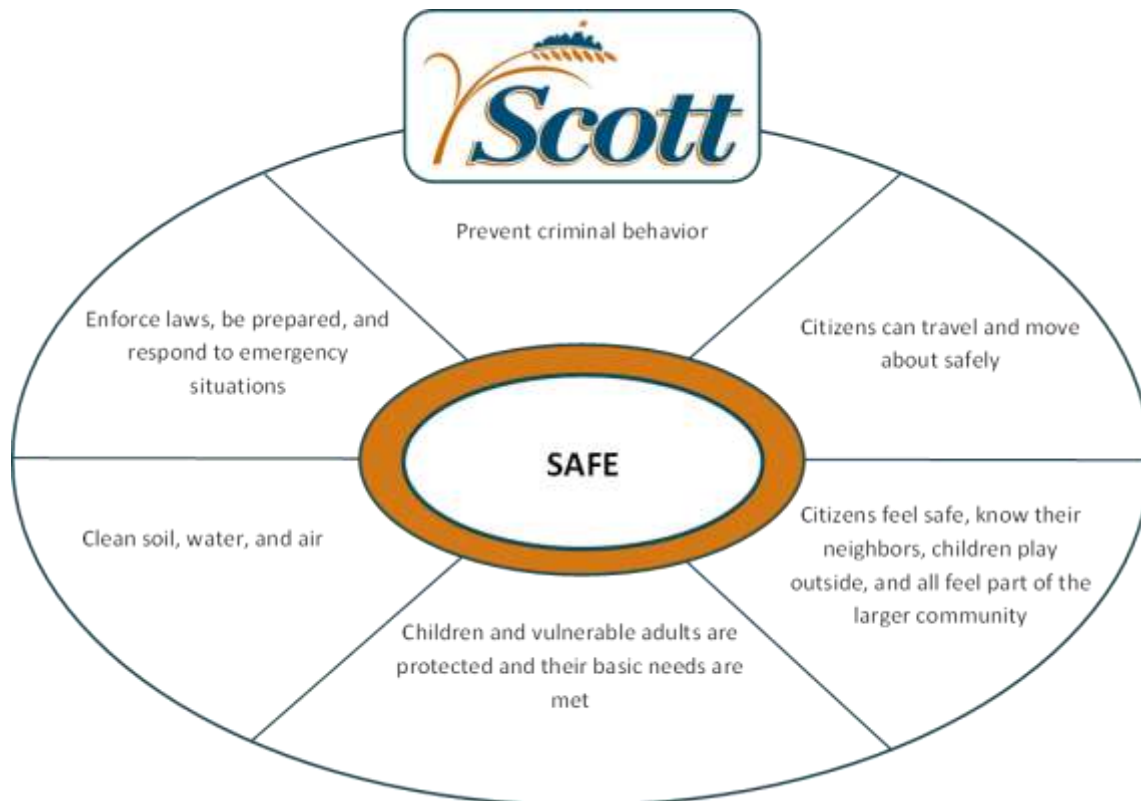 Scott
Prevent criminal behavior
Enforce laws, be prepared, and
respond to emergency
situations
Citizens can travel and move
about safely
SAFE
Clean soil, water, and air
Citizens feel safe, know their
neighbors, children play
outside, and all feel part of the
larger community
Children and vulnerable adults are
protected and their basic needs are
met